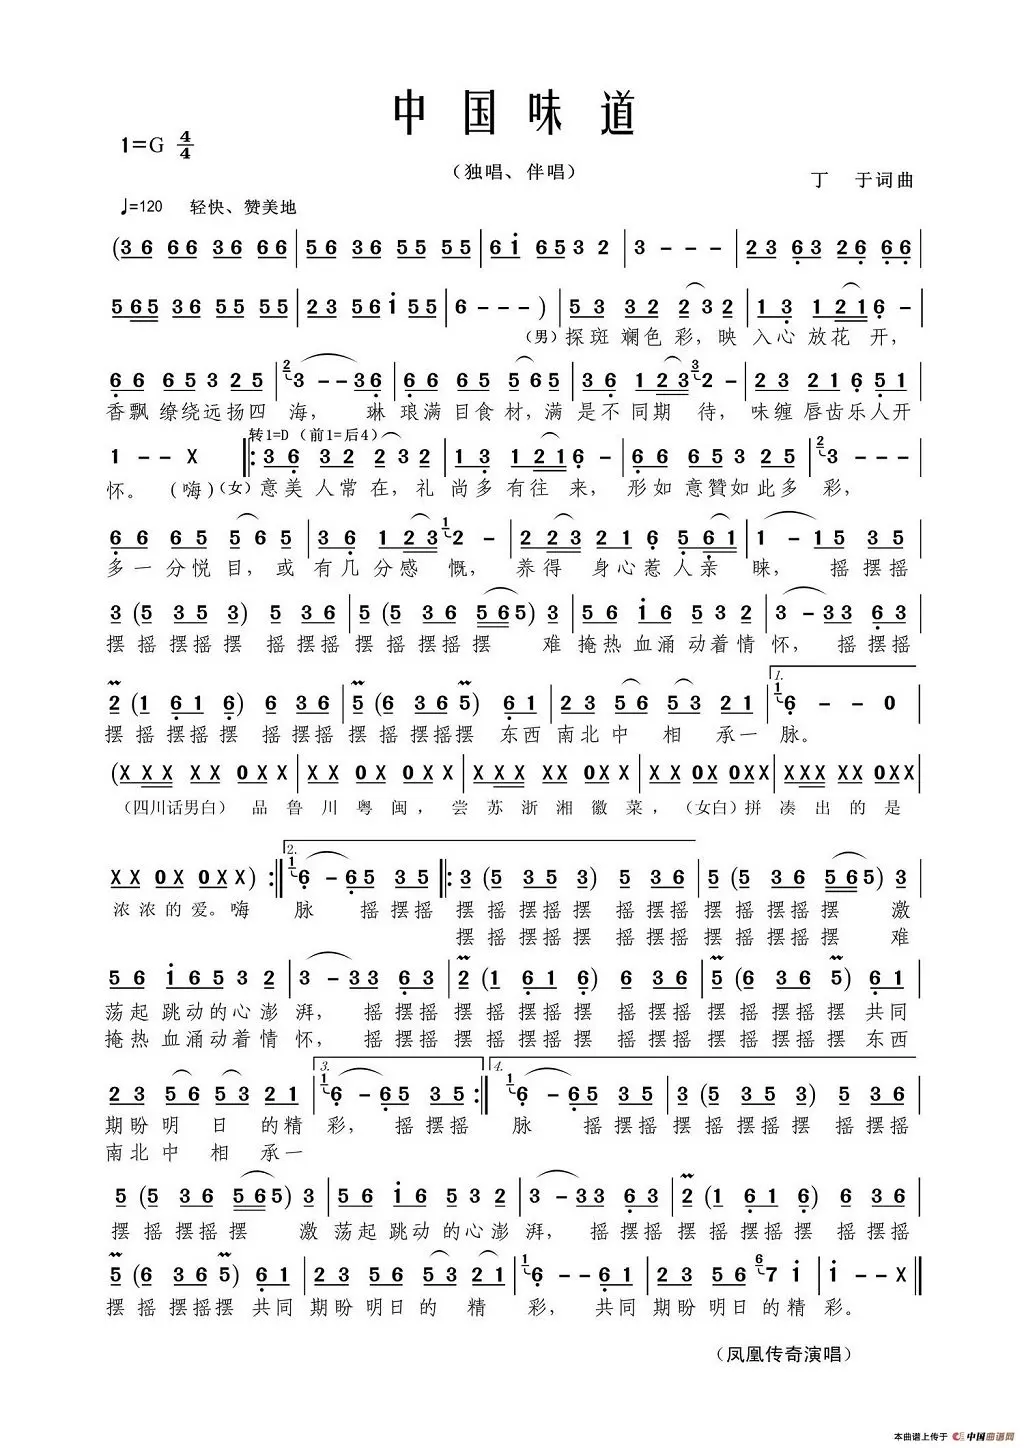 中国味道
1=G 4/4
（独唱、伴唱）
丁 于词曲
♩=120 轻快、赞美地
(3 6 6 6 3 6 6 6 | 5 6 3 6 5 5 5 5 | 6 i 6 5 3 2 | 3 - - - | 2 3 6 3 2 6 6 6 |
5 6 5 3 6 5 5 5 5 | 2 3 5 6 i 5 5 | 6 - - - ) | 5 3 3 2 2 3 2 | 1 3 1 2 1 6 - |
（男）探斑 斓色 彩，映 入心 放花 开，
6 6 6 5 3 2 5 | 2 3 - - 3 6 | 6 6 6 5 5 6 5 | 3 6 1 2 3 3 2 - | 2 3 2 1 6 5 1 |
香飘 缭绕远扬四 海， 琳 琅满 目食 材，满 是不 同期 待， 味缠 唇齿乐人开
转1=D（前1=后4）
1 - - X ‖: 3 6 3 2 2 3 2 | 1 3 1 2 1 6 - | 6 6 6 5 3 2 5 | 2 3 - - - |
怀。（嗨）（女）意美 人常 在，礼 尚多 有往 来， 形如 意赞如此多 彩，
6 6 6 5 5 6 5 | 3 6 1 2 3 1 2 - | 2 2 3 2 1 6 5 6 1 | 1 - 1 5 3 5 |
多一分悦 目，或 有几 分感 慨， 养得 身心惹 人亲 睐， 摇 摆摇
3 (5 3 5 3) 5 3 6 | 5 (5 3 6 5 6 5) 3 | 5 6 i 6 5 3 2 | 3 - 3 3 6 3 |
摆 摇 摆摇摆 摇 摆摇 摆 摇 摆摇 摆 难 掩热 血涌 动着情 怀， 摇 摆摇
2 (1 6 1 6) 6 3 6 | 5 (6 3 6 5) 6 1 | 2 3 5 6 5 3 2 1 | 1. 1 6 - - 0 |
摆 摇 摆摇 摆 摇 摆摇 摆 摇 摆摇摆 东西 南北 中 相 承一 脉。
(X X X X X 0 X X | X X X X 0 X X | X X X X X 0 X X | X X 0 X 0 X X | X X X X X 0 X X |
（四川话男白） 品 鲁 川 粤 闽， 尝 苏 浙 湘 徽 菜，（女白）拼 凑 出 的 是
X X 0 X 0 X X) :‖ 2. 1 6 - 6 5 3 5 ‖: 3 (5 3 5 3) 5 3 6 | 5 (5 3 6 5 6 5) 3 |
浓 浓 的 爱。嗨 脉 摇 摆摇 摆 摇 摆摇摆 摇 摆摇 摆 摇 摆摇 摆 激
摆 摇 摆摇摆 摇 摆摇 摆 摇 摆摇 摆 难
5 6 i 6 5 3 2 | 3 - 3 3 6 3 | 2 (1 6 1 6) 6 3 6 | 5 (6 3 6 5) 6 1 |
荡起 跳动的心澎 湃， 摇 摆摇 摆 摇 摆摇 摆 摇 摆摇 摆 摇 摆摇 摆 共同
掩热 血涌动着情 怀， 摇 摆摇 摆 摇 摆摇 摆 摇 摆摇 摆 摇 摆摇 摆 东西
2 3 5 6 5 3 2 1 | 3. 1 6 - 6 5 3 5 :‖ 4. 1 6 - 6 5 3 5 | 3 (5 3 5 3) 5 3 5 |
期盼 明 日 的精 彩， 摇 摆摇 脉 摇 摆摇 摆 摇 摆摇 摆 摇 摆摇
南北 中 相 承一
5 (5 3 6 5 6 5) 3 | 5 6 i 6 5 3 2 | 3 - 3 3 6 3 | 2 (1 6 1 6) 6 3 6 |
摆 摇 摆摇 摆 激 荡起 跳动 的心澎 湃， 摇 摆摇 摆 摇 摆摇 摆 摇 摆摇
5 (6 3 6 5) 6 1 | 2 3 5 6 5 3 2 1 | 1 6 - - 6 1 | 2 3 5 6 6 7 i | i - - X ‖
摆 摇 摆摇摆 共同 期盼 明日 的 精 彩， 共同 期盼 明日 的精 彩。
（凤凰传奇演唱）
本曲谱上传于 中国曲谱网